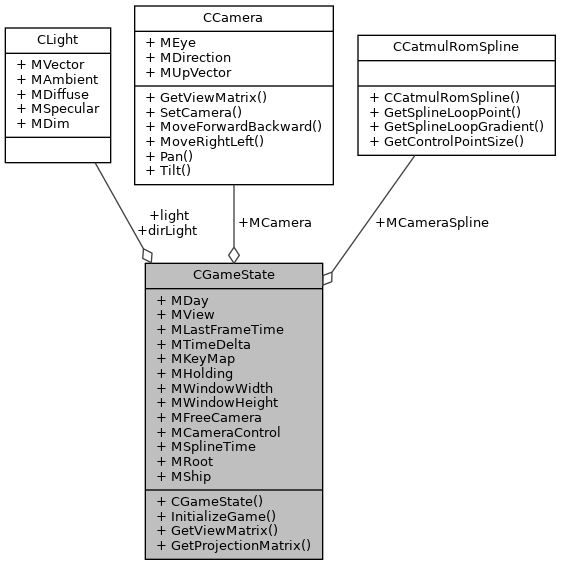 CLight
+ MVector
+ MAmbient
+ MDiffuse
+ MSpecular
+ MDim
CCamera
+ MEye
+ MDirection
+ MUpVector
+ GetViewMatrix()
+ SetCamera()
+ MoveForwardBackward()
+ MoveRightLeft()
+ Pan()
+ Tilt()
CCatmulRomSpline
+ CCatmulRomSpline()
+ GetSplineLoopPoint()
+ GetSplineLoopGradient()
+ GetControlPointSize()
+light
+dirLight
+MCamera
+MCameraSpline
CGameState
+ MDay
+ MView
+ MLastFrameTime
+ MTimeDelta
+ MKeyMap
+ MHolding
+ MWindowWidth
+ MWindowHeight
+ MFreeCamera
+ MCameraControl
+ MSplineTime
+ MRoot
+ MShip
+ CGameState()
+ InitializeGame()
+ GetViewMatrix()
+ GetProjectionMatrix()